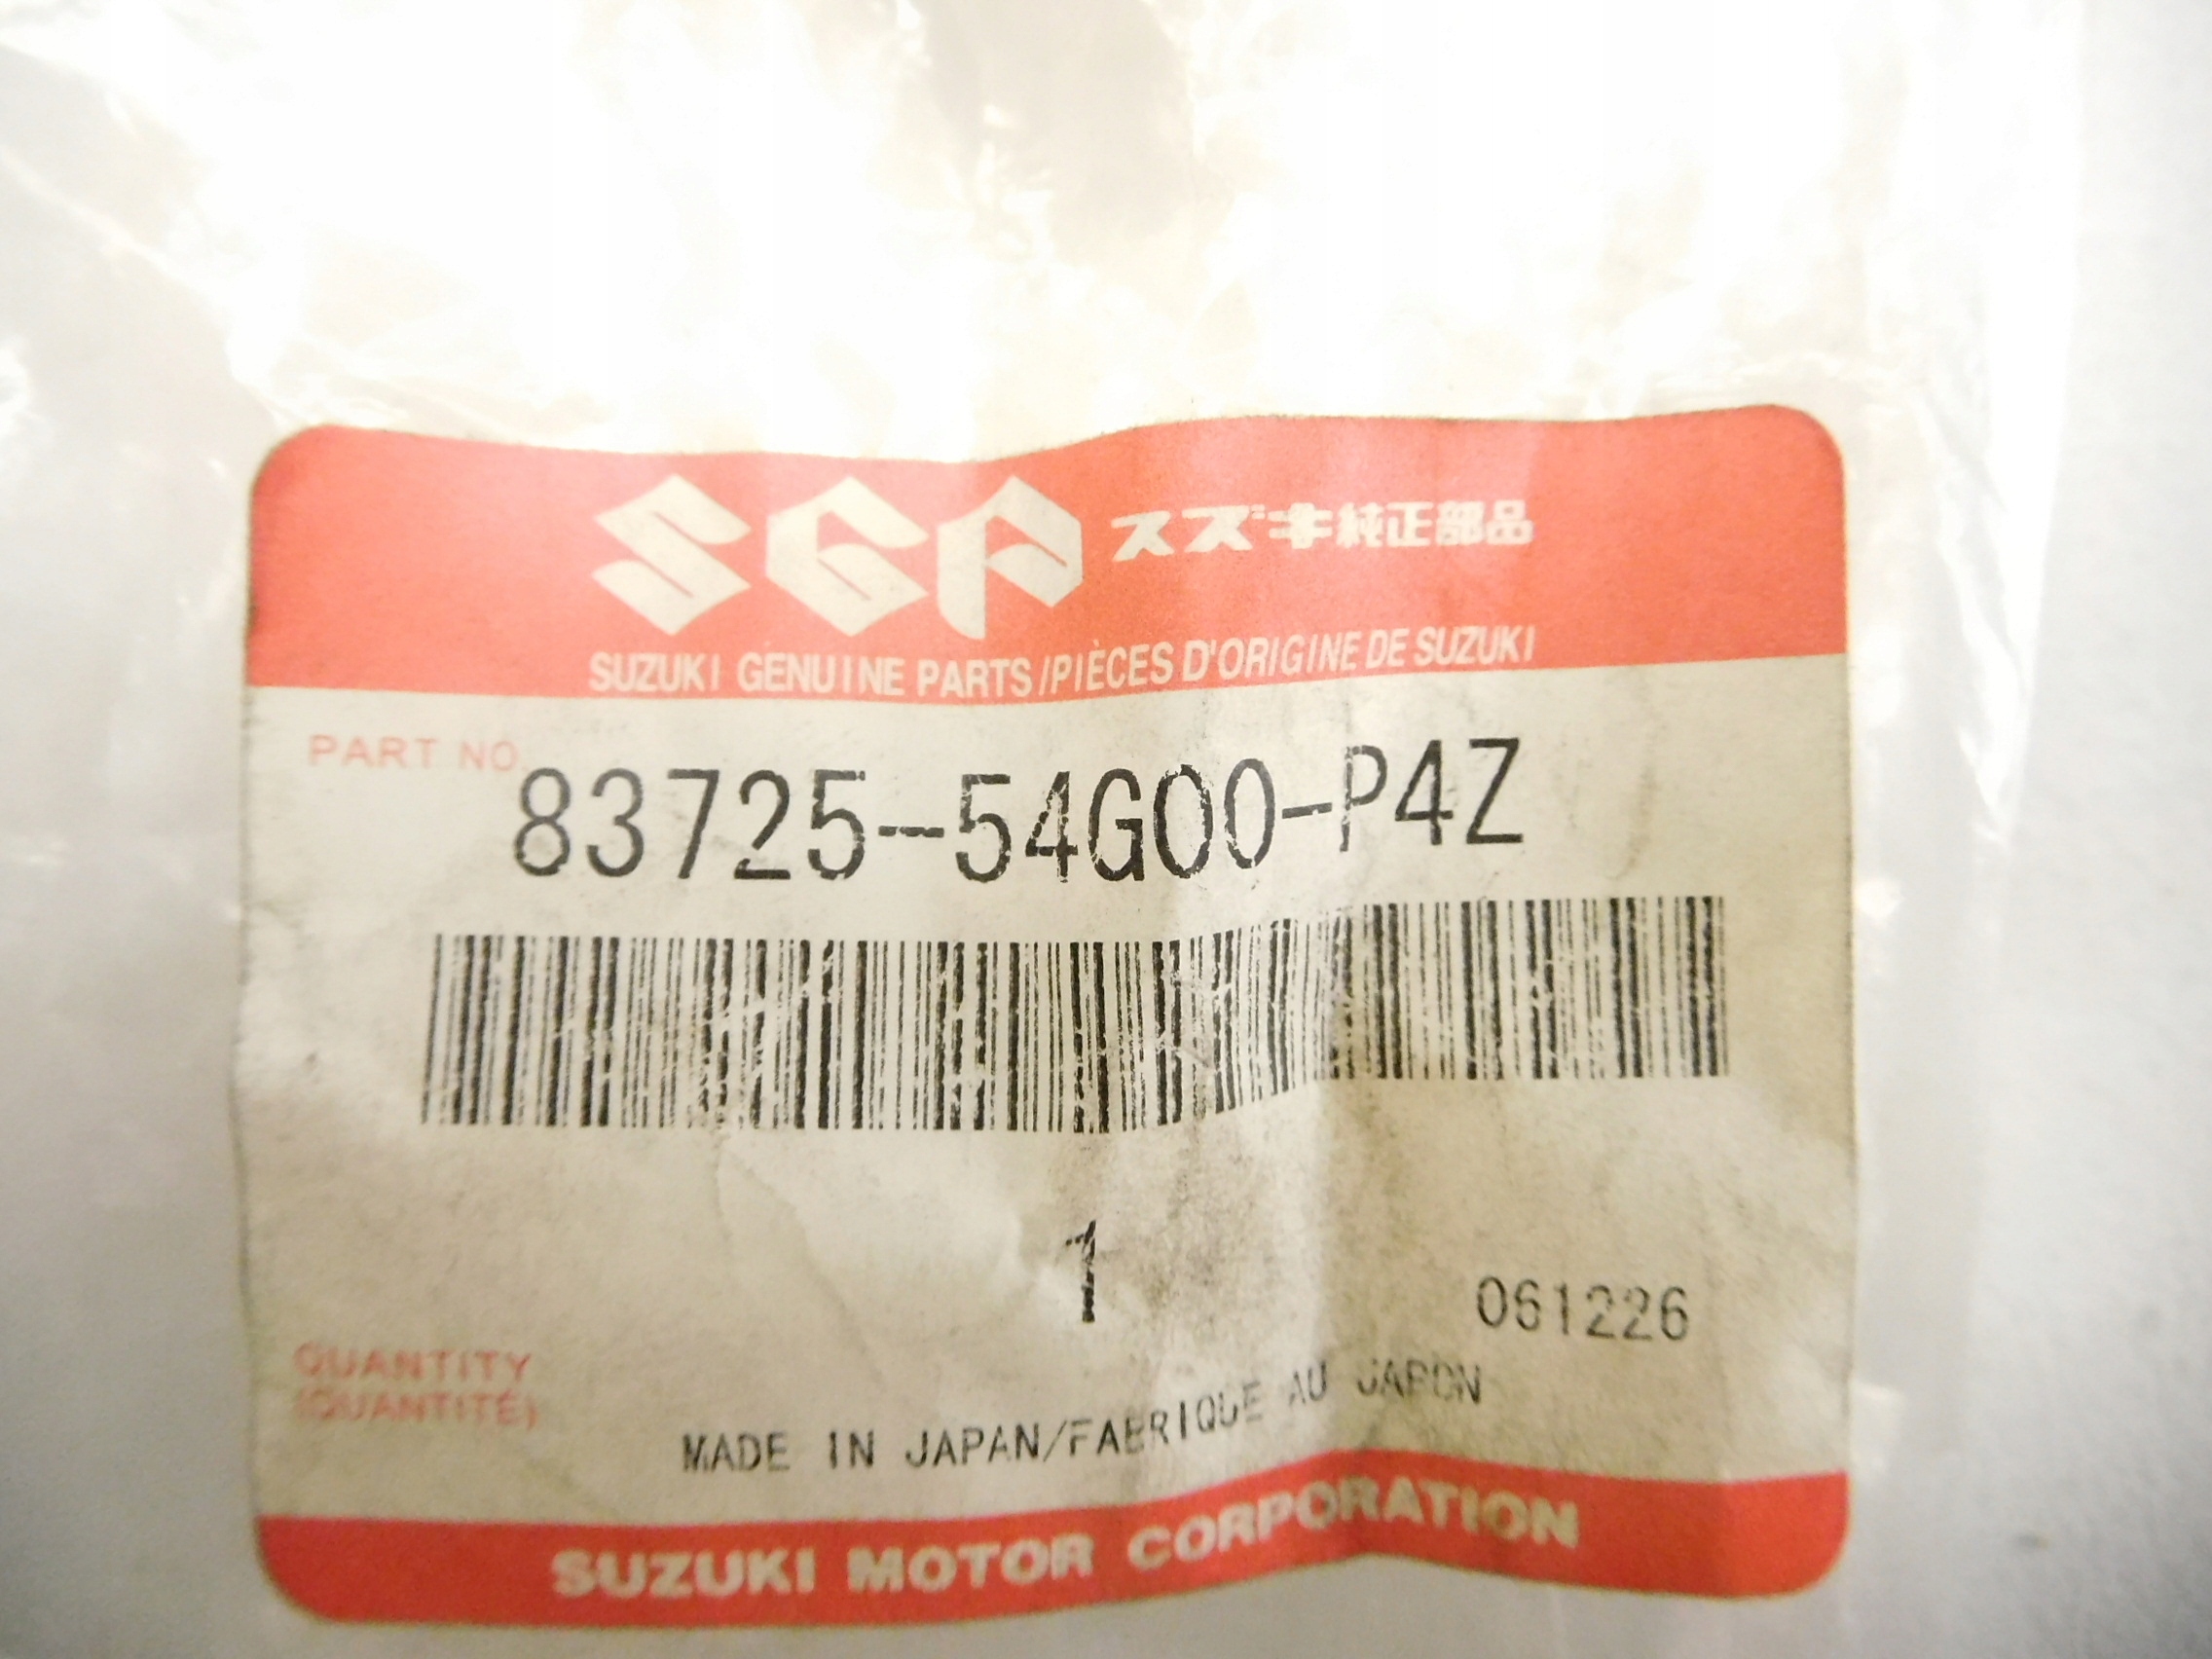 SGP スズキ純正部品
SUZUKI GENUINE PARTS/PIÈCES D'ORIGINE DE SUZUKI
PART NO.
83725-54G00-P4Z
1
061226
QUANTITY
(QUANTITÉ)
MADE IN JAPAN/FABRIQUE AU JAPON
SUZUKI MOTOR CORPORATION